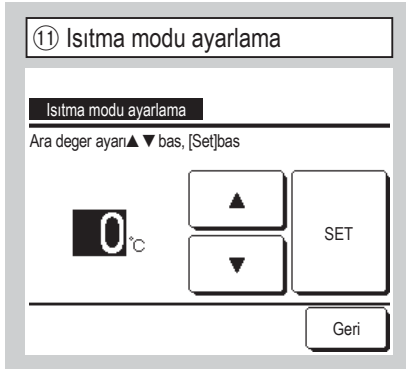 ⑪ Isıtma modu ayarlama
Isıtma modu ayarlama
Ara deger ayarı▲▼bas, [Set]bas
▲
0°C
SET
▼
Geri